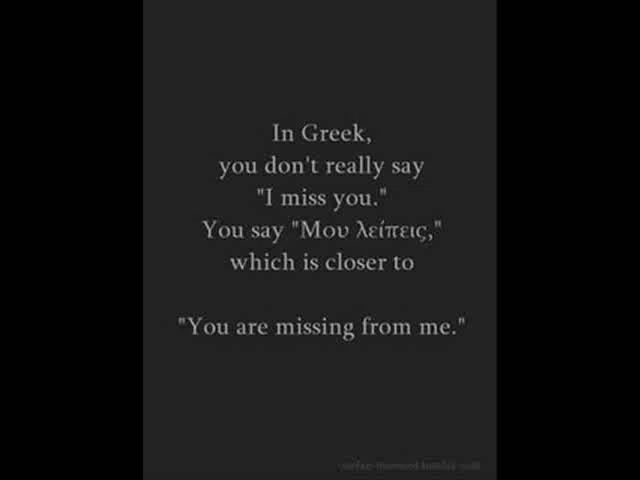 In Greek,
you don't really say
"I miss you."
You say "Μου λείπεις,"
which is closer to
"You are missing from me."